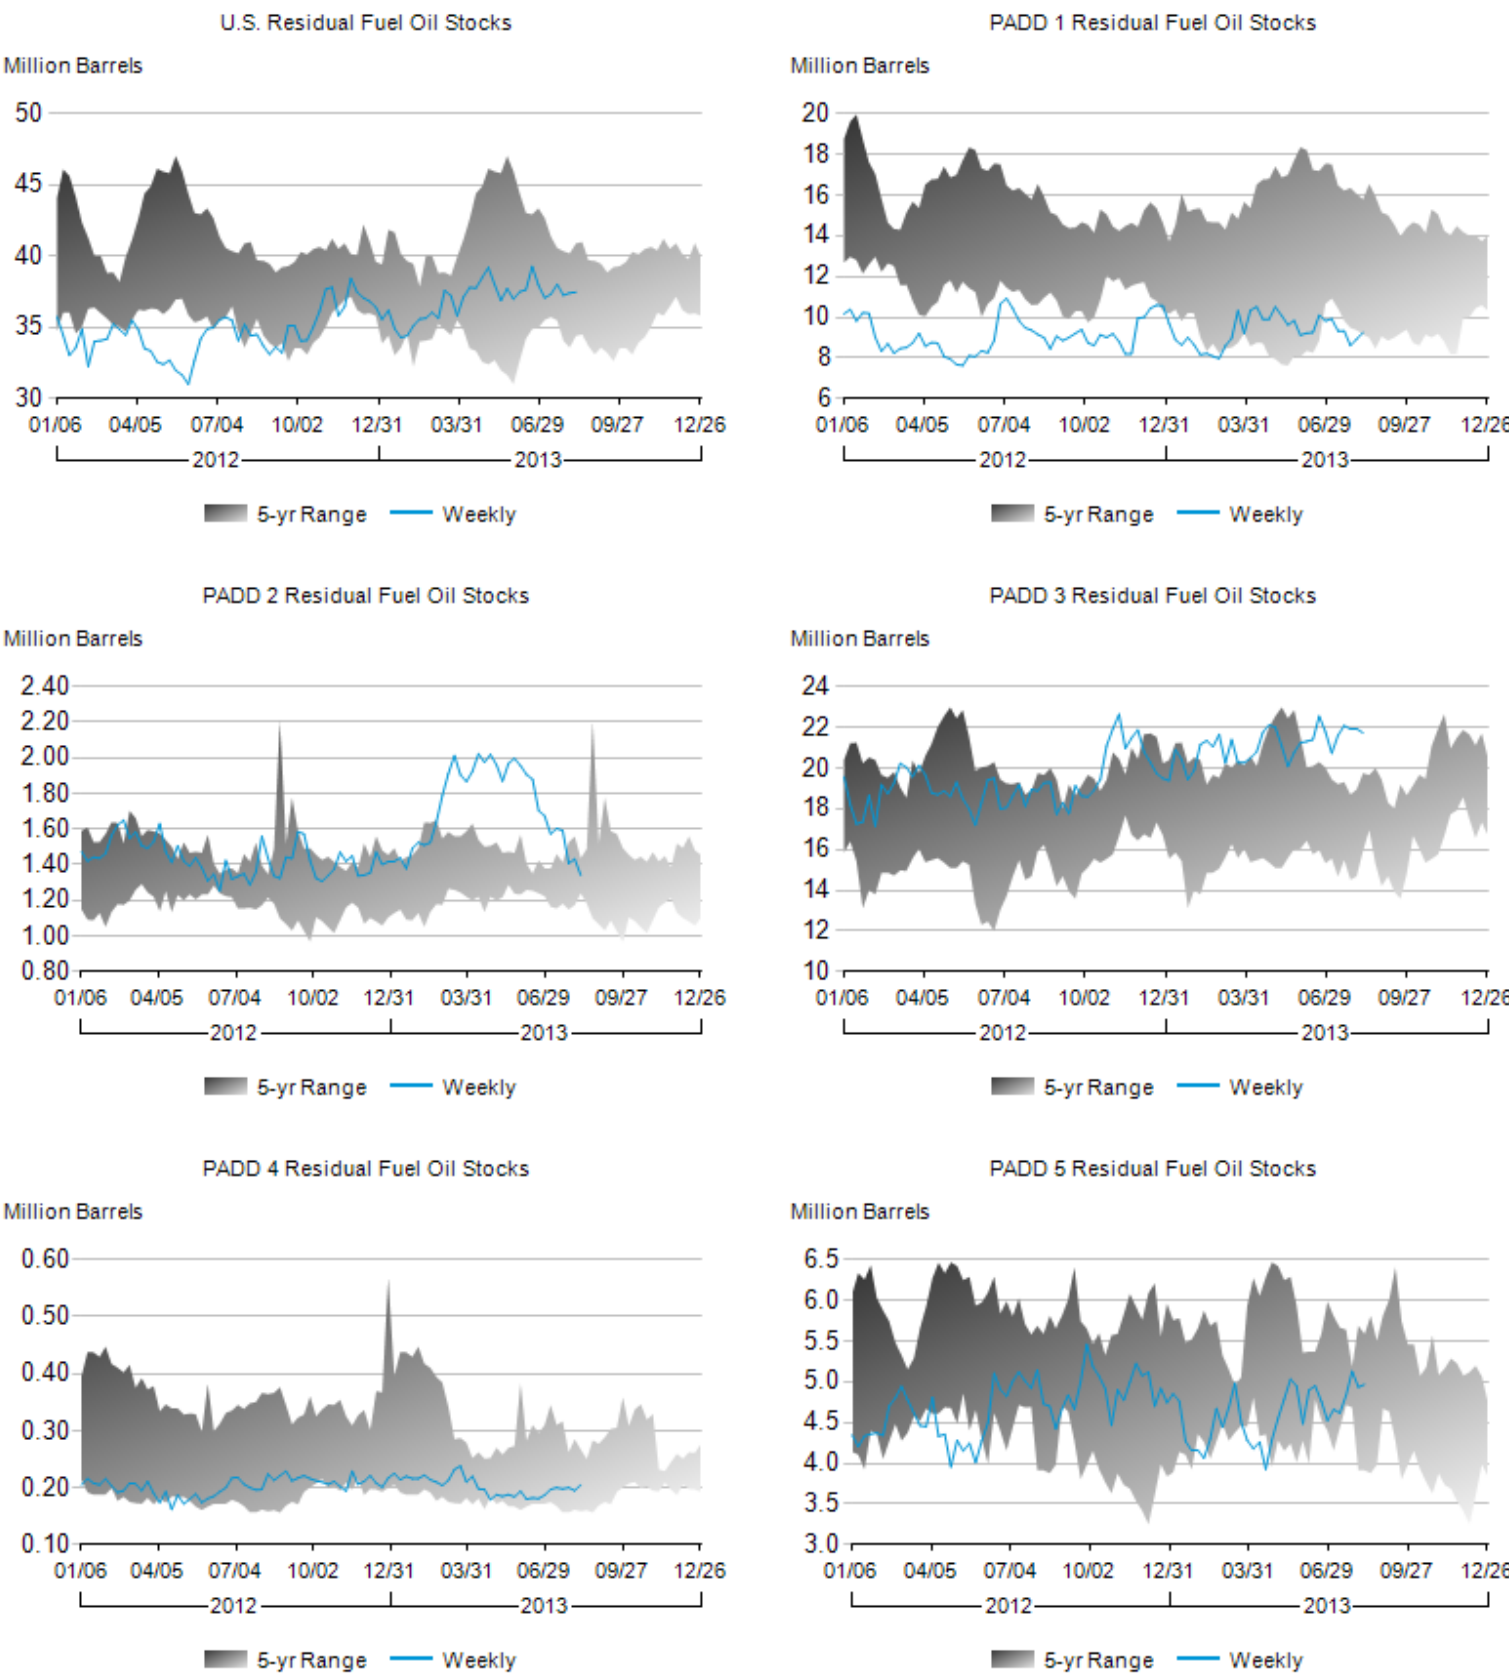 U.S. Residual Fuel Oil Stocks
Million Barrels
50
45
40
35
30
01/06 04/05 07/04 10/02 12/31 03/31 06/29 09/27 12/26
2012 2013
5-yr Range Weekly
PADD 1 Residual Fuel Oil Stocks
Million Barrels
20
18
16
14
12
10
8
6
01/06 04/05 07/04 10/02 12/31 03/31 06/29 09/27 12/26
2012 2013
5-yr Range Weekly
PADD 2 Residual Fuel Oil Stocks
Million Barrels
2.40
2.20
2.00
1.80
1.60
1.40
1.20
1.00
0.80
01/06 04/05 07/04 10/02 12/31 03/31 06/29 09/27 12/26
2012 2013
5-yr Range Weekly
PADD 3 Residual Fuel Oil Stocks
Million Barrels
24
22
20
18
16
14
12
10
01/06 04/05 07/04 10/02 12/31 03/31 06/29 09/27 12/26
2012 2013
5-yr Range Weekly
PADD 4 Residual Fuel Oil Stocks
Million Barrels
0.60
0.50
0.40
0.30
0.20
0.10
01/06 04/05 07/04 10/02 12/31 03/31 06/29 09/27 12/26
2012 2013
5-yr Range Weekly
PADD 5 Residual Fuel Oil Stocks
Million Barrels
6.5
6.0
5.5
5.0
4.5
4.0
3.5
3.0
01/06 04/05 07/04 10/02 12/31 03/31 06/29 09/27 12/26
2012 2013
5-yr Range Weekly